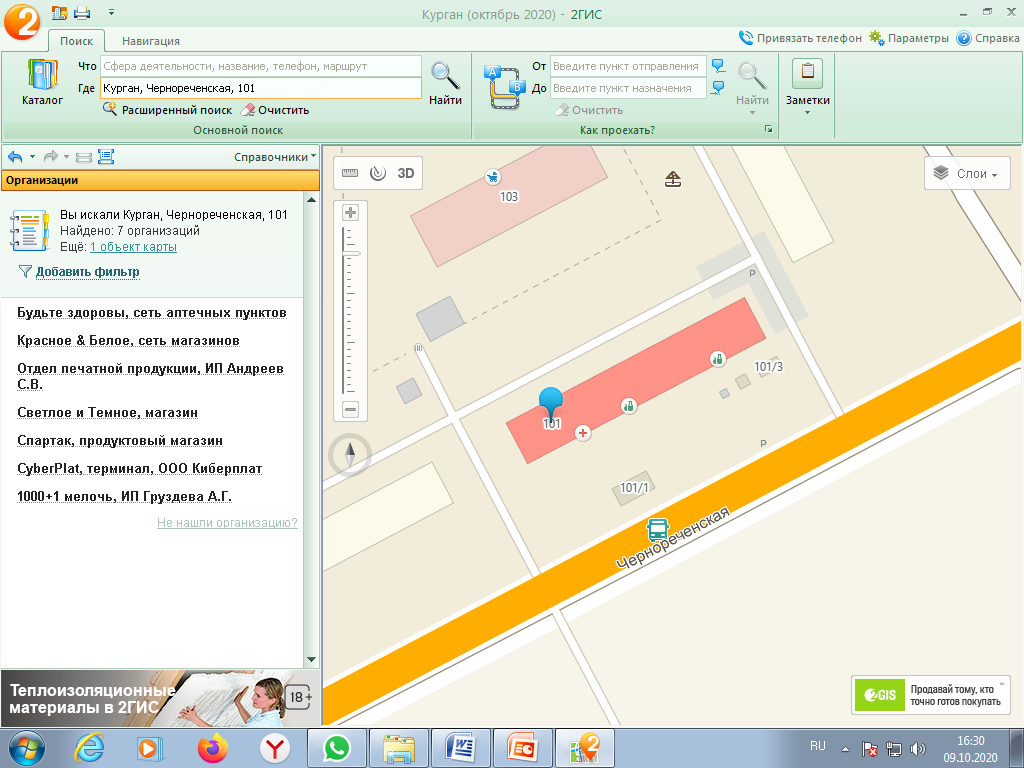 Курган (октябрь 2020) - 2ГИС
Поиск
Навигация
Привязать телефон
Параметры
Справка
Каталог
Что
Сфера деятельности, название, телефон, маршрут
Где
Курган, Чернореченская, 101
Расширенный поиск
Очистить
Найти
Основной поиск
A
B
От
Введите пункт отправления
До
Введите пункт назначения
Очистить
Найти
Как проехать?
Заметки
Справочники
Организации
Вы искали Курган, Чернореченская, 101
Найдено: 7 организаций
Ещё: 1 объект карты
Добавить фильтр
Будьте здоровы, сеть аптечных пунктов
Красное & Белое, сеть магазинов
Отдел печатной продукции, ИП Андреев
С.В.
Светлое и Темное, магазин
Спартак, продуктовый магазин
CyberPlat, терминал, ООО Киберплат
1000+1 мелочь, ИП Груздева А.Г.
Не нашли организацию?
Теплоизоляционные
материалы в 2ГИС
18+
3D
Слои
103
P
101/3
101
P
101/1
Чернореченская
2GIS
Продавай тому, кто
точно готов покупать
RU
16:30
09.10.2020